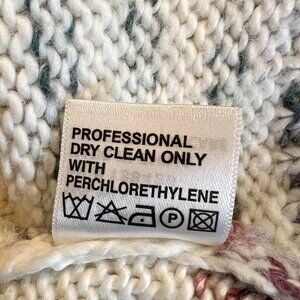 PROFESSIONAL
DRY CLEAN ONLY
WITH
PERCHLORETHYLENE
P